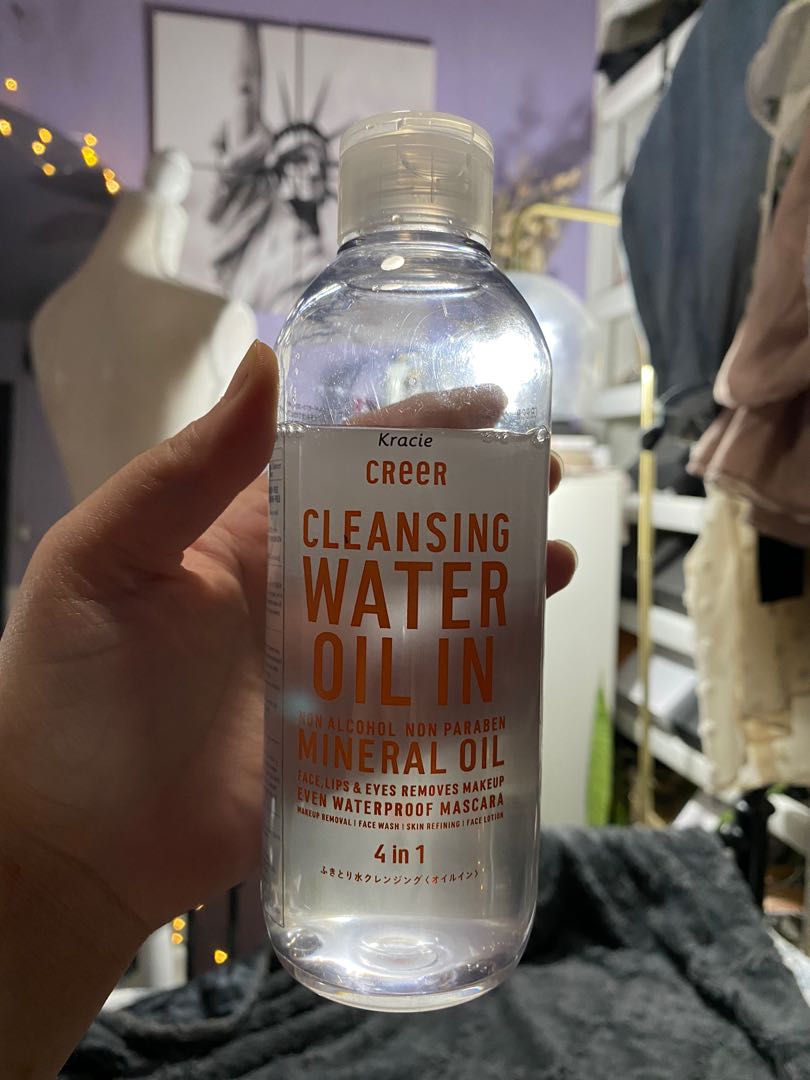 Kracie
CREER
CLEANSING
WATER
OIL IN
NON ALCOHOL NON PARABEN
MINERAL OIL
FACE, LIPS & EYES REMOVES MAKEUP
EVEN WATERPROOF MASCARA
MAKEUP REMOVAL | FACE WASH | SKIN REFINING | FACE LOTION
4 in 1
ふきとり水クレンジング〈オイルイン〉